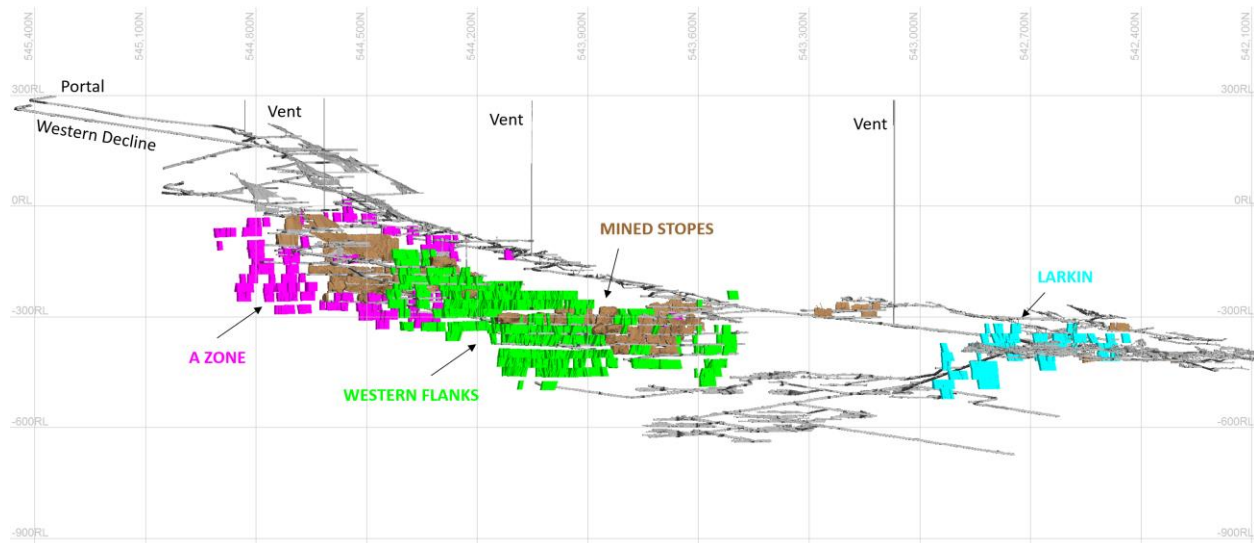 545,400N
545,100N
544,800N
544,500N
544,200N
543,900N
543,600N
543,300N
543,000N
542,700N
542,400N
542,100N
Portal
300RL
300RL
Vent
Vent
Vent
Western Decline
0RL
0RL
MINED STOPES
LARKIN
-300RL
-300RL
A ZONE
WESTERN FLANKS
-600RL
-600RL
-900RL
-900RL